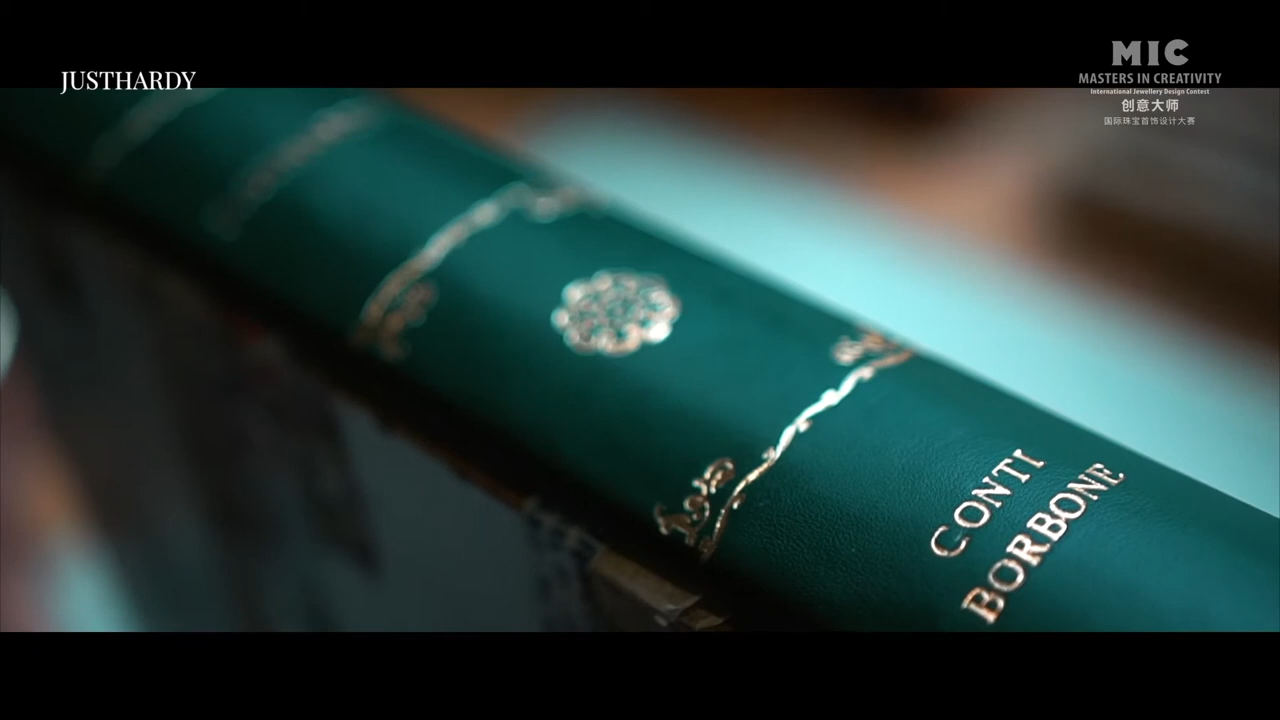 JUSTHARDY
MIC
MASTERS IN CREATIVITY
International Jewellery Design Contest
创意大师
国际珠宝首饰设计大赛
CONTI
BORBONE